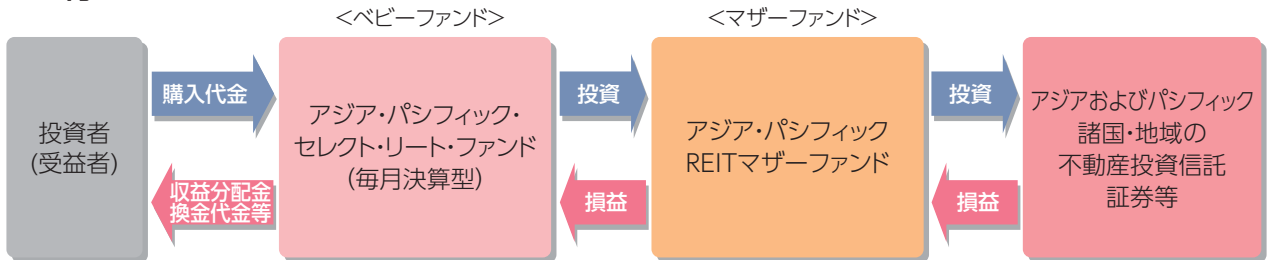 <ベビーファンド>
<マザーファンド>
投資者
(受益者)
購入代金
収益分配金
換金代金等
アジア・パシフィック・
セレクト・リート・ファンド
(毎月決算型)
投資
損益
アジア・パシフィック
REITマザーファンド
投資
損益
アジアおよびパシフィック
諸国・地域の
不動産投資信託
証券等